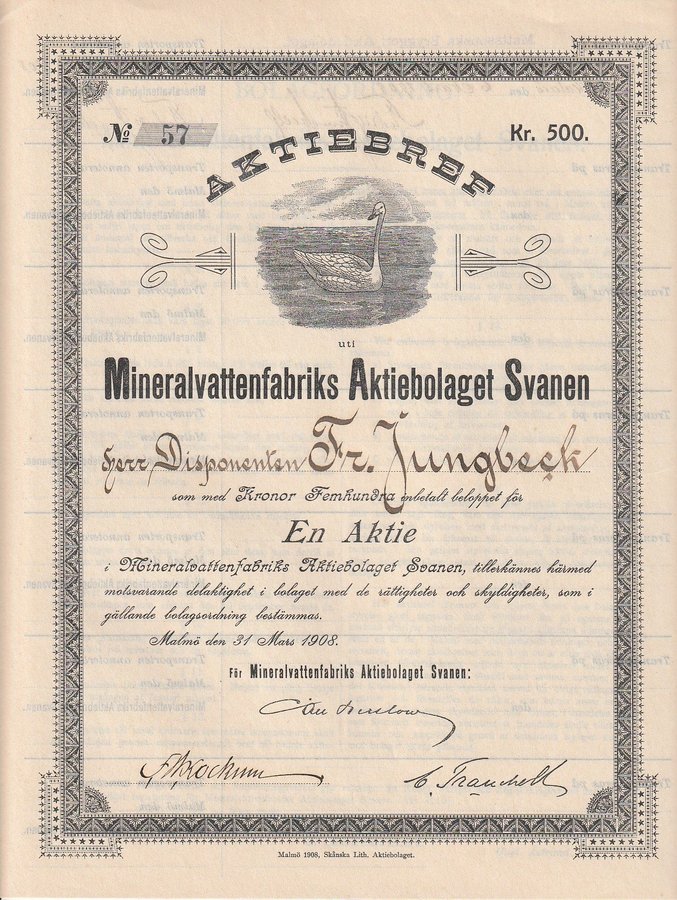 No 57
Kr. 500.
AKTIEBREF
uti
Mineralvattenfabriks Aktiebolaget Svanen
Herr Disponenten Fr. Jungbeck
som med Kronor Femhundra inbetalt beloppet för
En Aktie
i Mineralvattenfabriks Aktiebolaget Svanen, tillerkännes härmed
motsvarande delaktighet i bolaget med de rättigheter och skyldigheter, som i
gällande bolagsordning bestämmas.
Malmö den 31 Mars 1908.
För Mineralvattenfabriks Aktiebolaget Svanen:
C. Tranchell
Malmö 1908, Skånska Lith. Aktiebolaget.